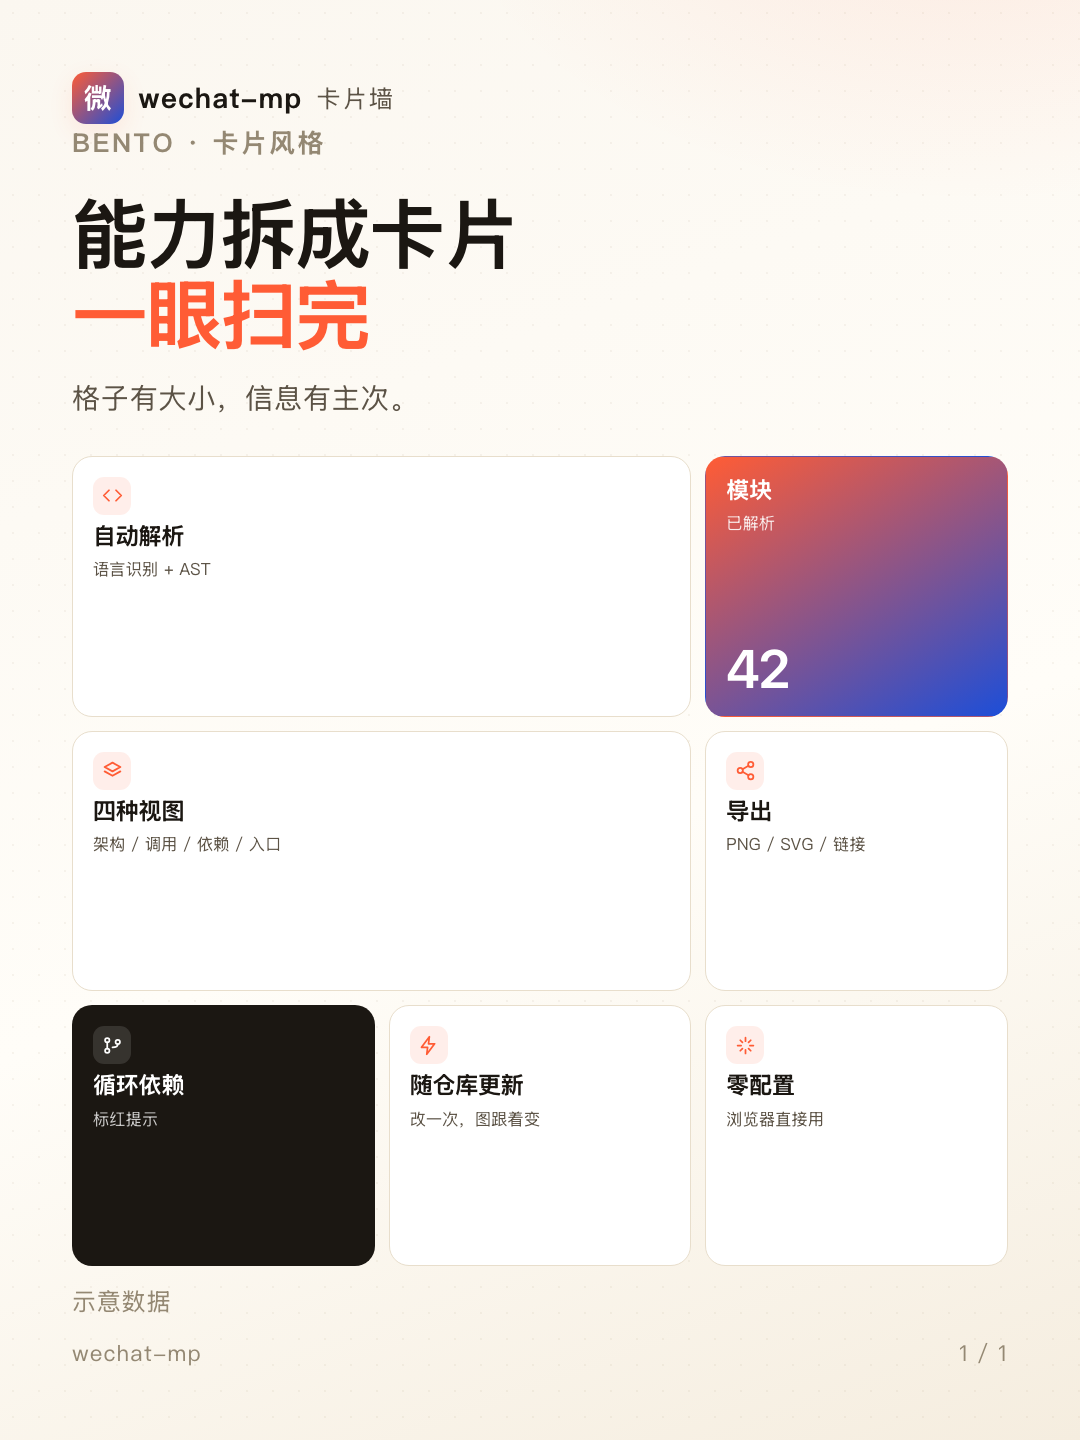 微 wechat-mp 卡片墙
BENTO · 卡片风格
能力拆成卡片
一眼扫完
格子有大小，信息有主次。
自动解析
语言识别 + AST
模块
已解析
42
四种视图
架构 / 调用 / 依赖 / 入口
导出
PNG / SVG / 链接
循环依赖
标红提示
随仓库更新
改一次，图跟着变
零配置
浏览器直接用
示意数据
wechat-mp
1 / 1